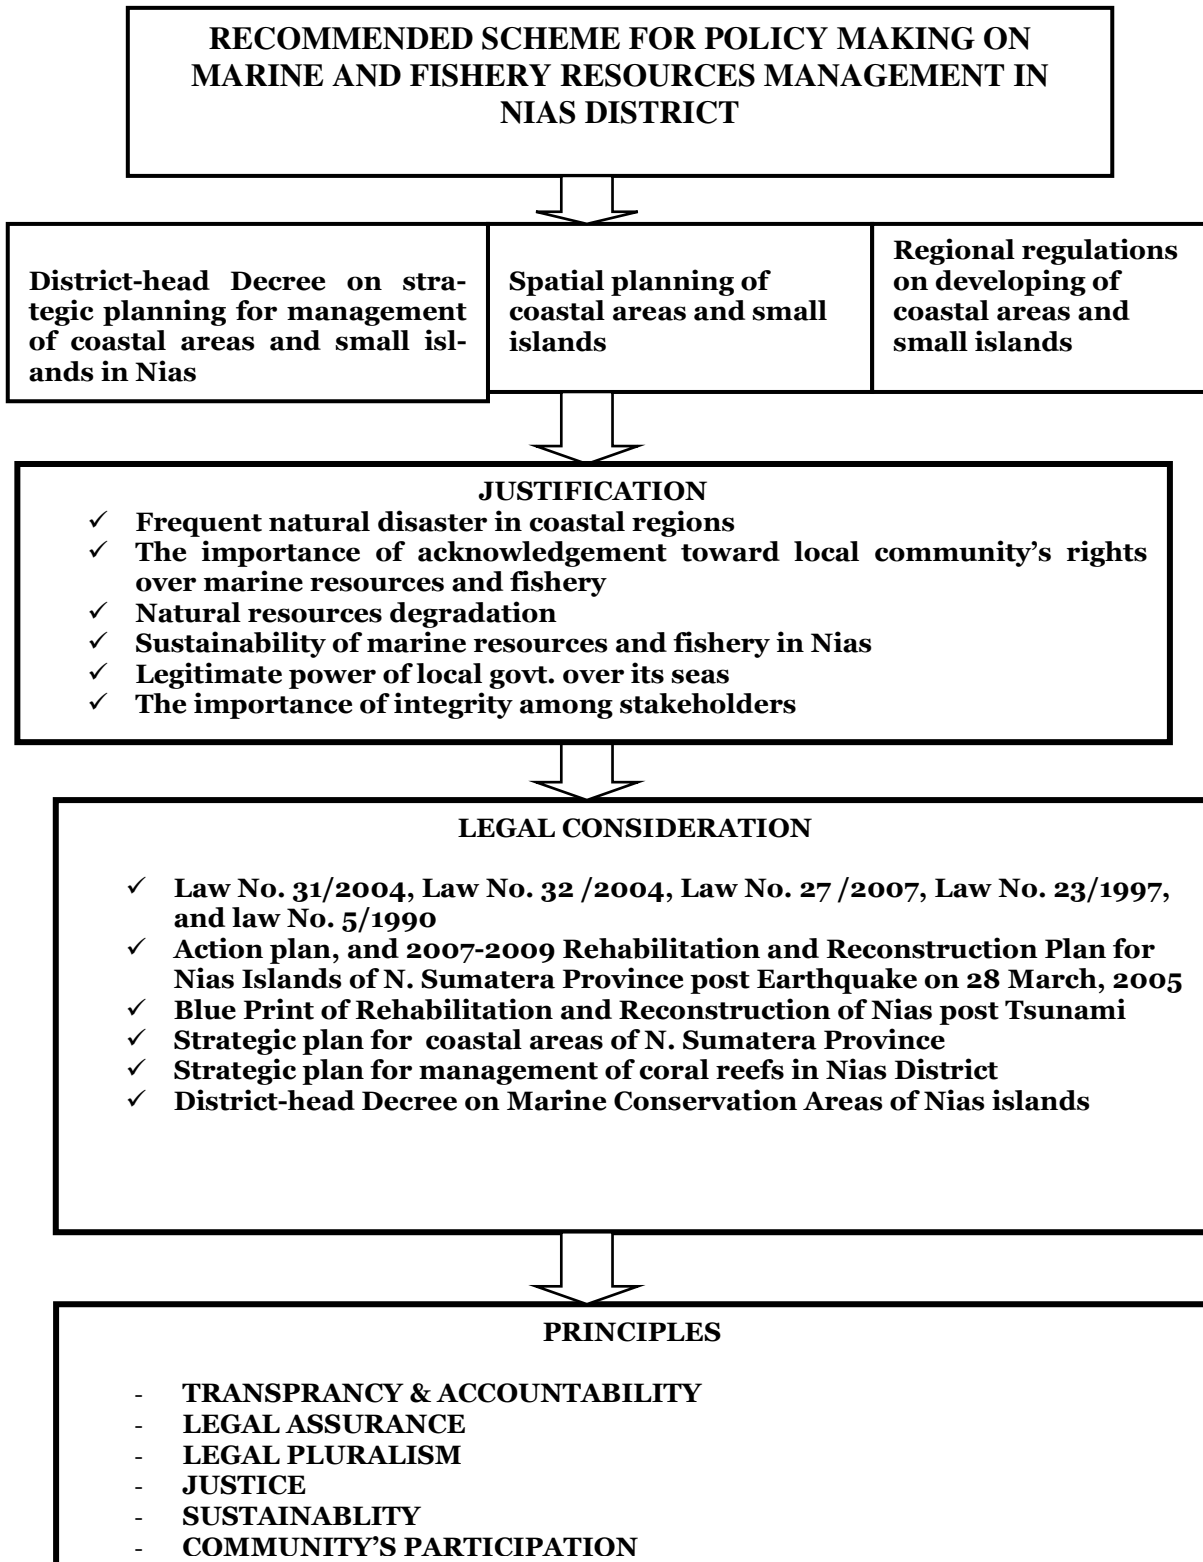 RECOMMENDED SCHEME FOR POLICY MAKING ON
MARINE AND FISHERY RESOURCES MANAGEMENT IN
NIAS DISTRICT
District-head Decree on stra-
tegic planning for management
of coastal areas and small isl-
ands in Nias
Spatial planning of
coastal areas and small
islands
Regional regulations
on developing of
coastal areas and
small islands
JUSTIFICATION
✓ Frequent natural disaster in coastal regions
✓ The importance of acknowledgement toward local community’s rights
over marine resources and fishery
✓ Natural resources degradation
✓ Sustainability of marine resources and fishery in Nias
✓ Legitimate power of local govt. over its seas
✓ The importance of integrity among stakeholders
LEGAL CONSIDERATION
✓ Law No. 31/2004, Law No. 32 /2004, Law No. 27 /2007, Law No. 23/1997,
and law No. 5/1990
✓ Action plan, and 2007-2009 Rehabilitation and Reconstruction Plan for
Nias Islands of N. Sumatera Province post Earthquake on 28 March, 2005
✓ Blue Print of Rehabilitation and Reconstruction of Nias post Tsunami
✓ Strategic plan for coastal areas of N. Sumatera Province
✓ Strategic plan for management of coral reefs in Nias District
✓ District-head Decree on Marine Conservation Areas of Nias islands
PRINCIPLES
- TRANSPRANCY & ACCOUNTABILITY
- LEGAL ASSURANCE
- LEGAL PLURALISM
- JUSTICE
- SUSTAINABLITY
- COMMUNITY’S PARTICIPATION